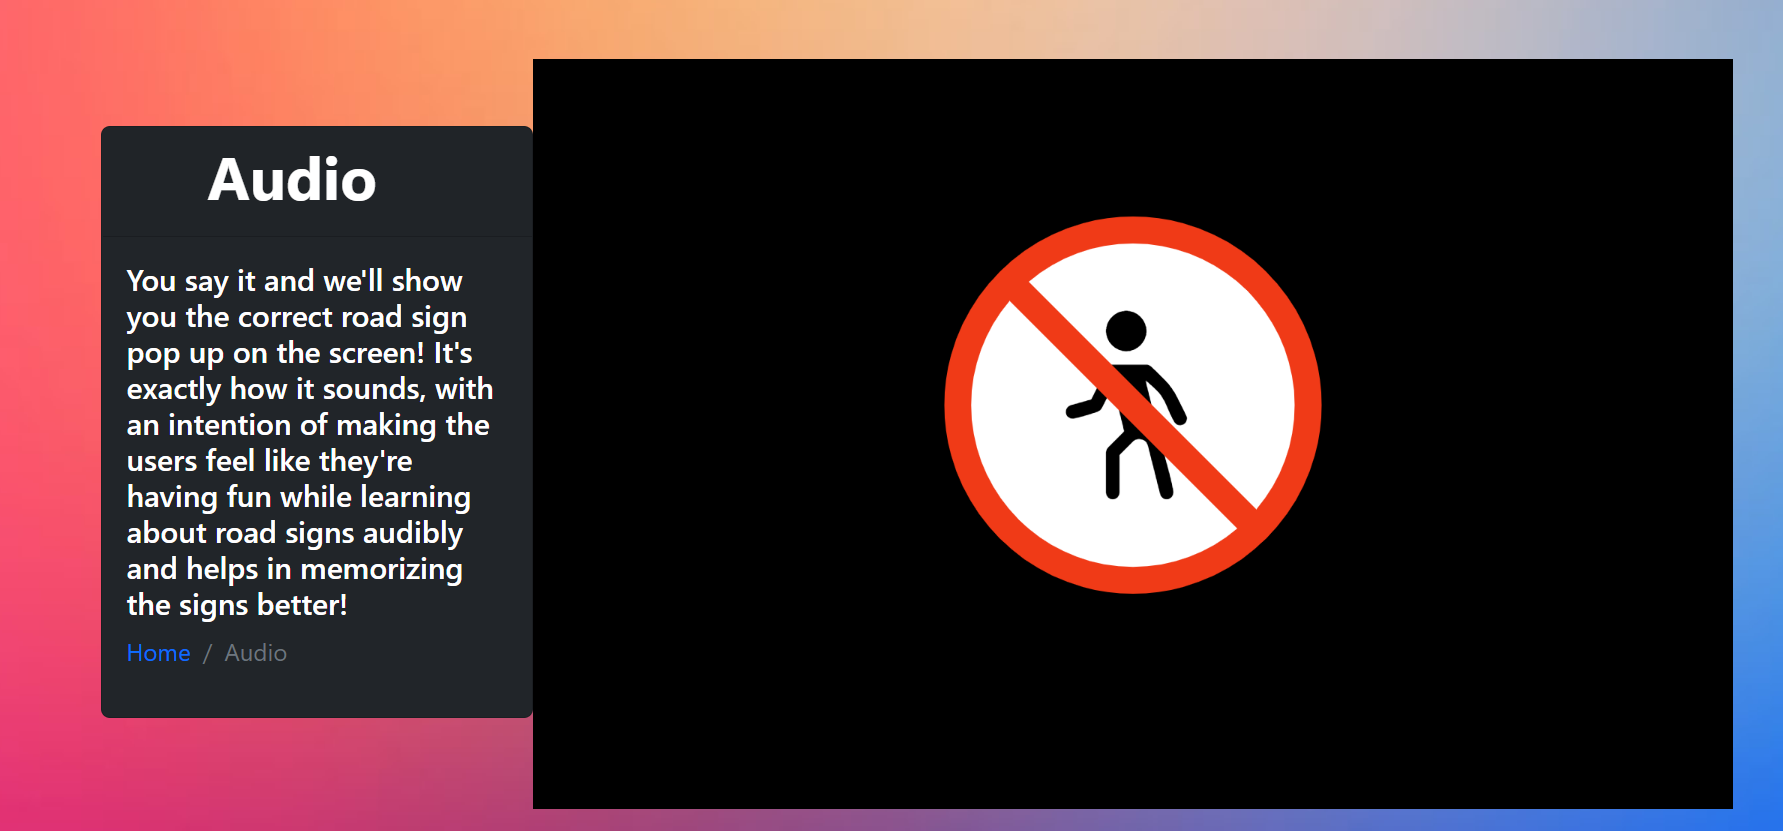 Audio
You say it and we'll show
you the correct road sign
pop up on the screen! It's
exactly how it sounds, with
an intention of making the
users feel like they're
having fun while learning
about road signs audibly
and helps in memorizing
the signs better!
Home / Audio